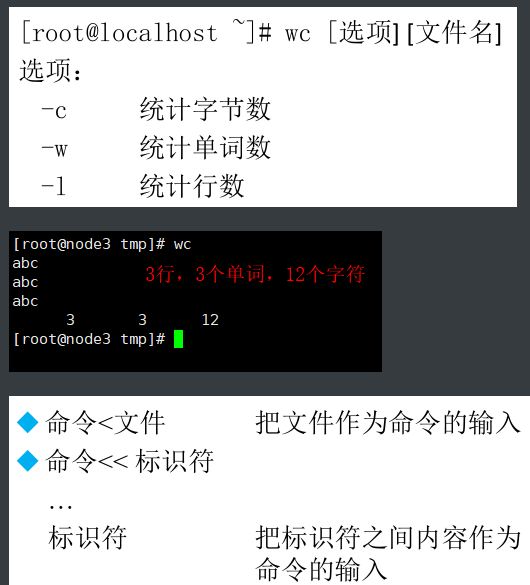 [root@localhost ~]# wc [选项] [文件名]
选项：
-c 统计字节数
-w 统计单词数
-l 统计行数
[root@node3 tmp]# wc
abc
abc
abc
3行，3个单词，12个字符
3 3 12
[root@node3 tmp]#
命令<文件 把文件作为命令的输入
命令<< 标识符
...
标识符 把标识符之间内容作为
命令的输入